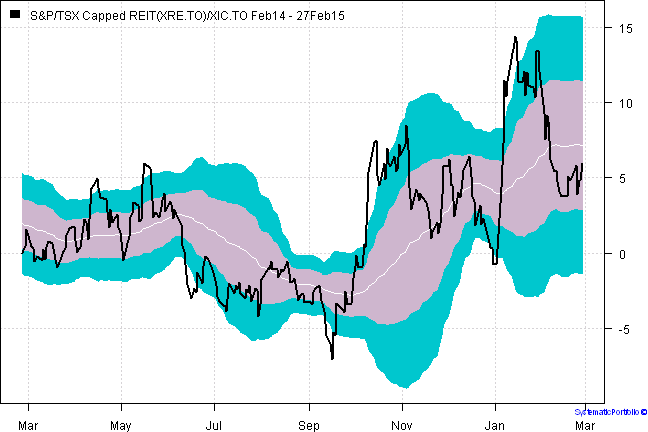 S&P/TSX Capped REIT(XRE.TO)/XIC.TO Feb14 - 27Feb15
15
10
5
0
-5
Mar May Jul Sep Nov Jan Mar
SystematicPortfolio ©